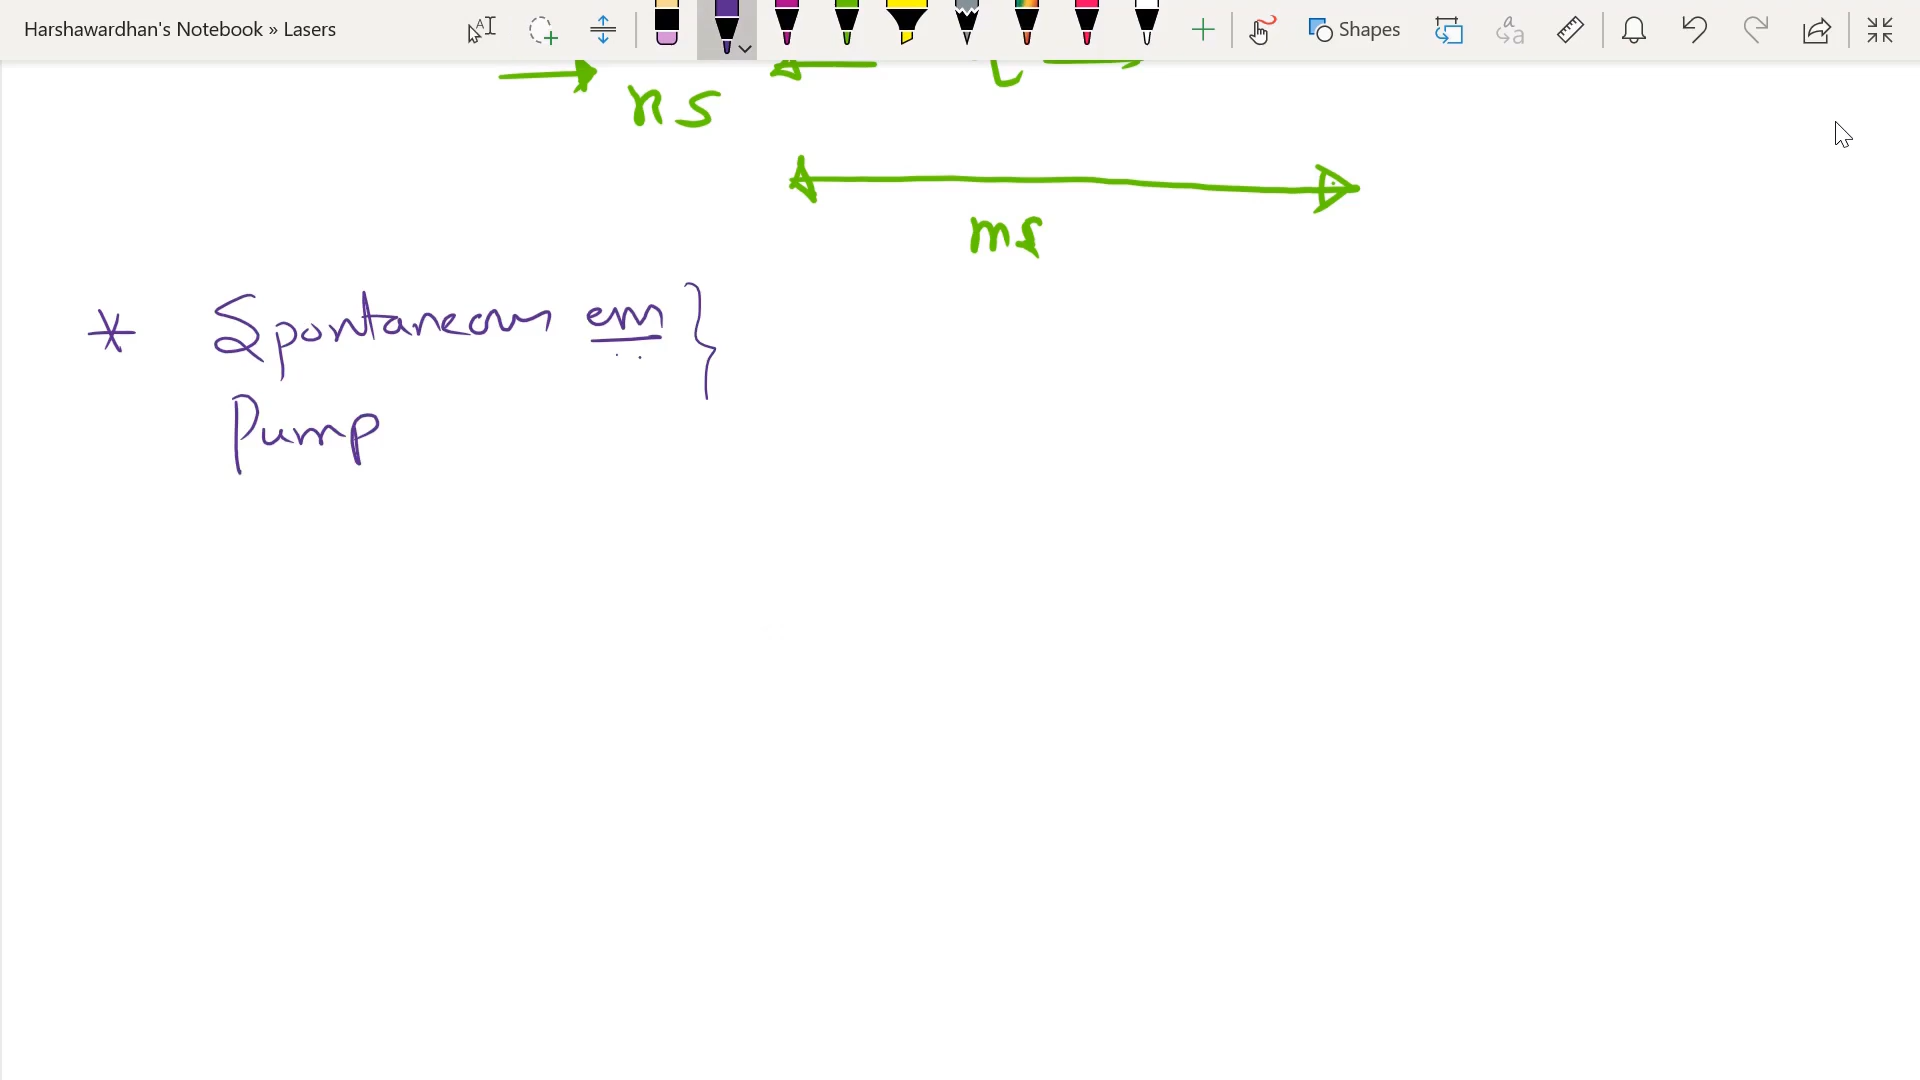 Harshawardhan's Notebook » Lasers
Shapes
ns
ms
* Spontaneous em }
Pump